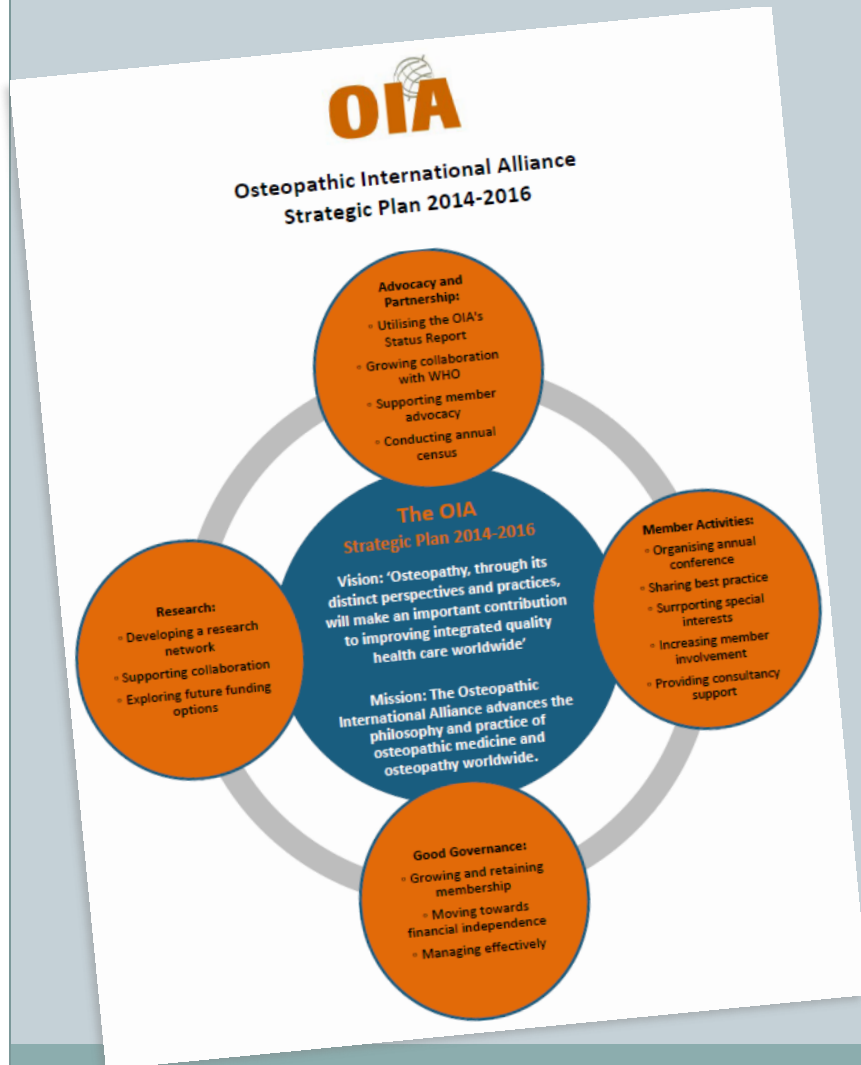 OIA
Osteopathic International Alliance
Strategic Plan 2014-2016
Advocacy and
Partnership:
▫ Utilising the OIA's
Status Report
▫ Growing collaboration
with WHO
▫ Supporting member
advocacy
▫ Conducting annual
census
The OIA
Strategic Plan 2014-2016
Vision: ‘Osteopathy, through its
distinct perspectives and practices,
will make an important contribution
to improving integrated quality
health care worldwide’
Mission: The Osteopathic
International Alliance advances the
philosophy and practice of
osteopathic medicine and
osteopathy worldwide.
Member Activities:
▫ Organising annual
conference
▫ Sharing best practice
▫ Surrporting special
interests
▫ Increasing member
involvement
▫ Providing consultancy
support
Research:
▫ Developing a research
network
▫ Supporting collaboration
▫ Exploring future funding
options
Good Governance:
▫ Growing and retaining
membership
▫ Moving towards
financial independence
▫ Managing effectively